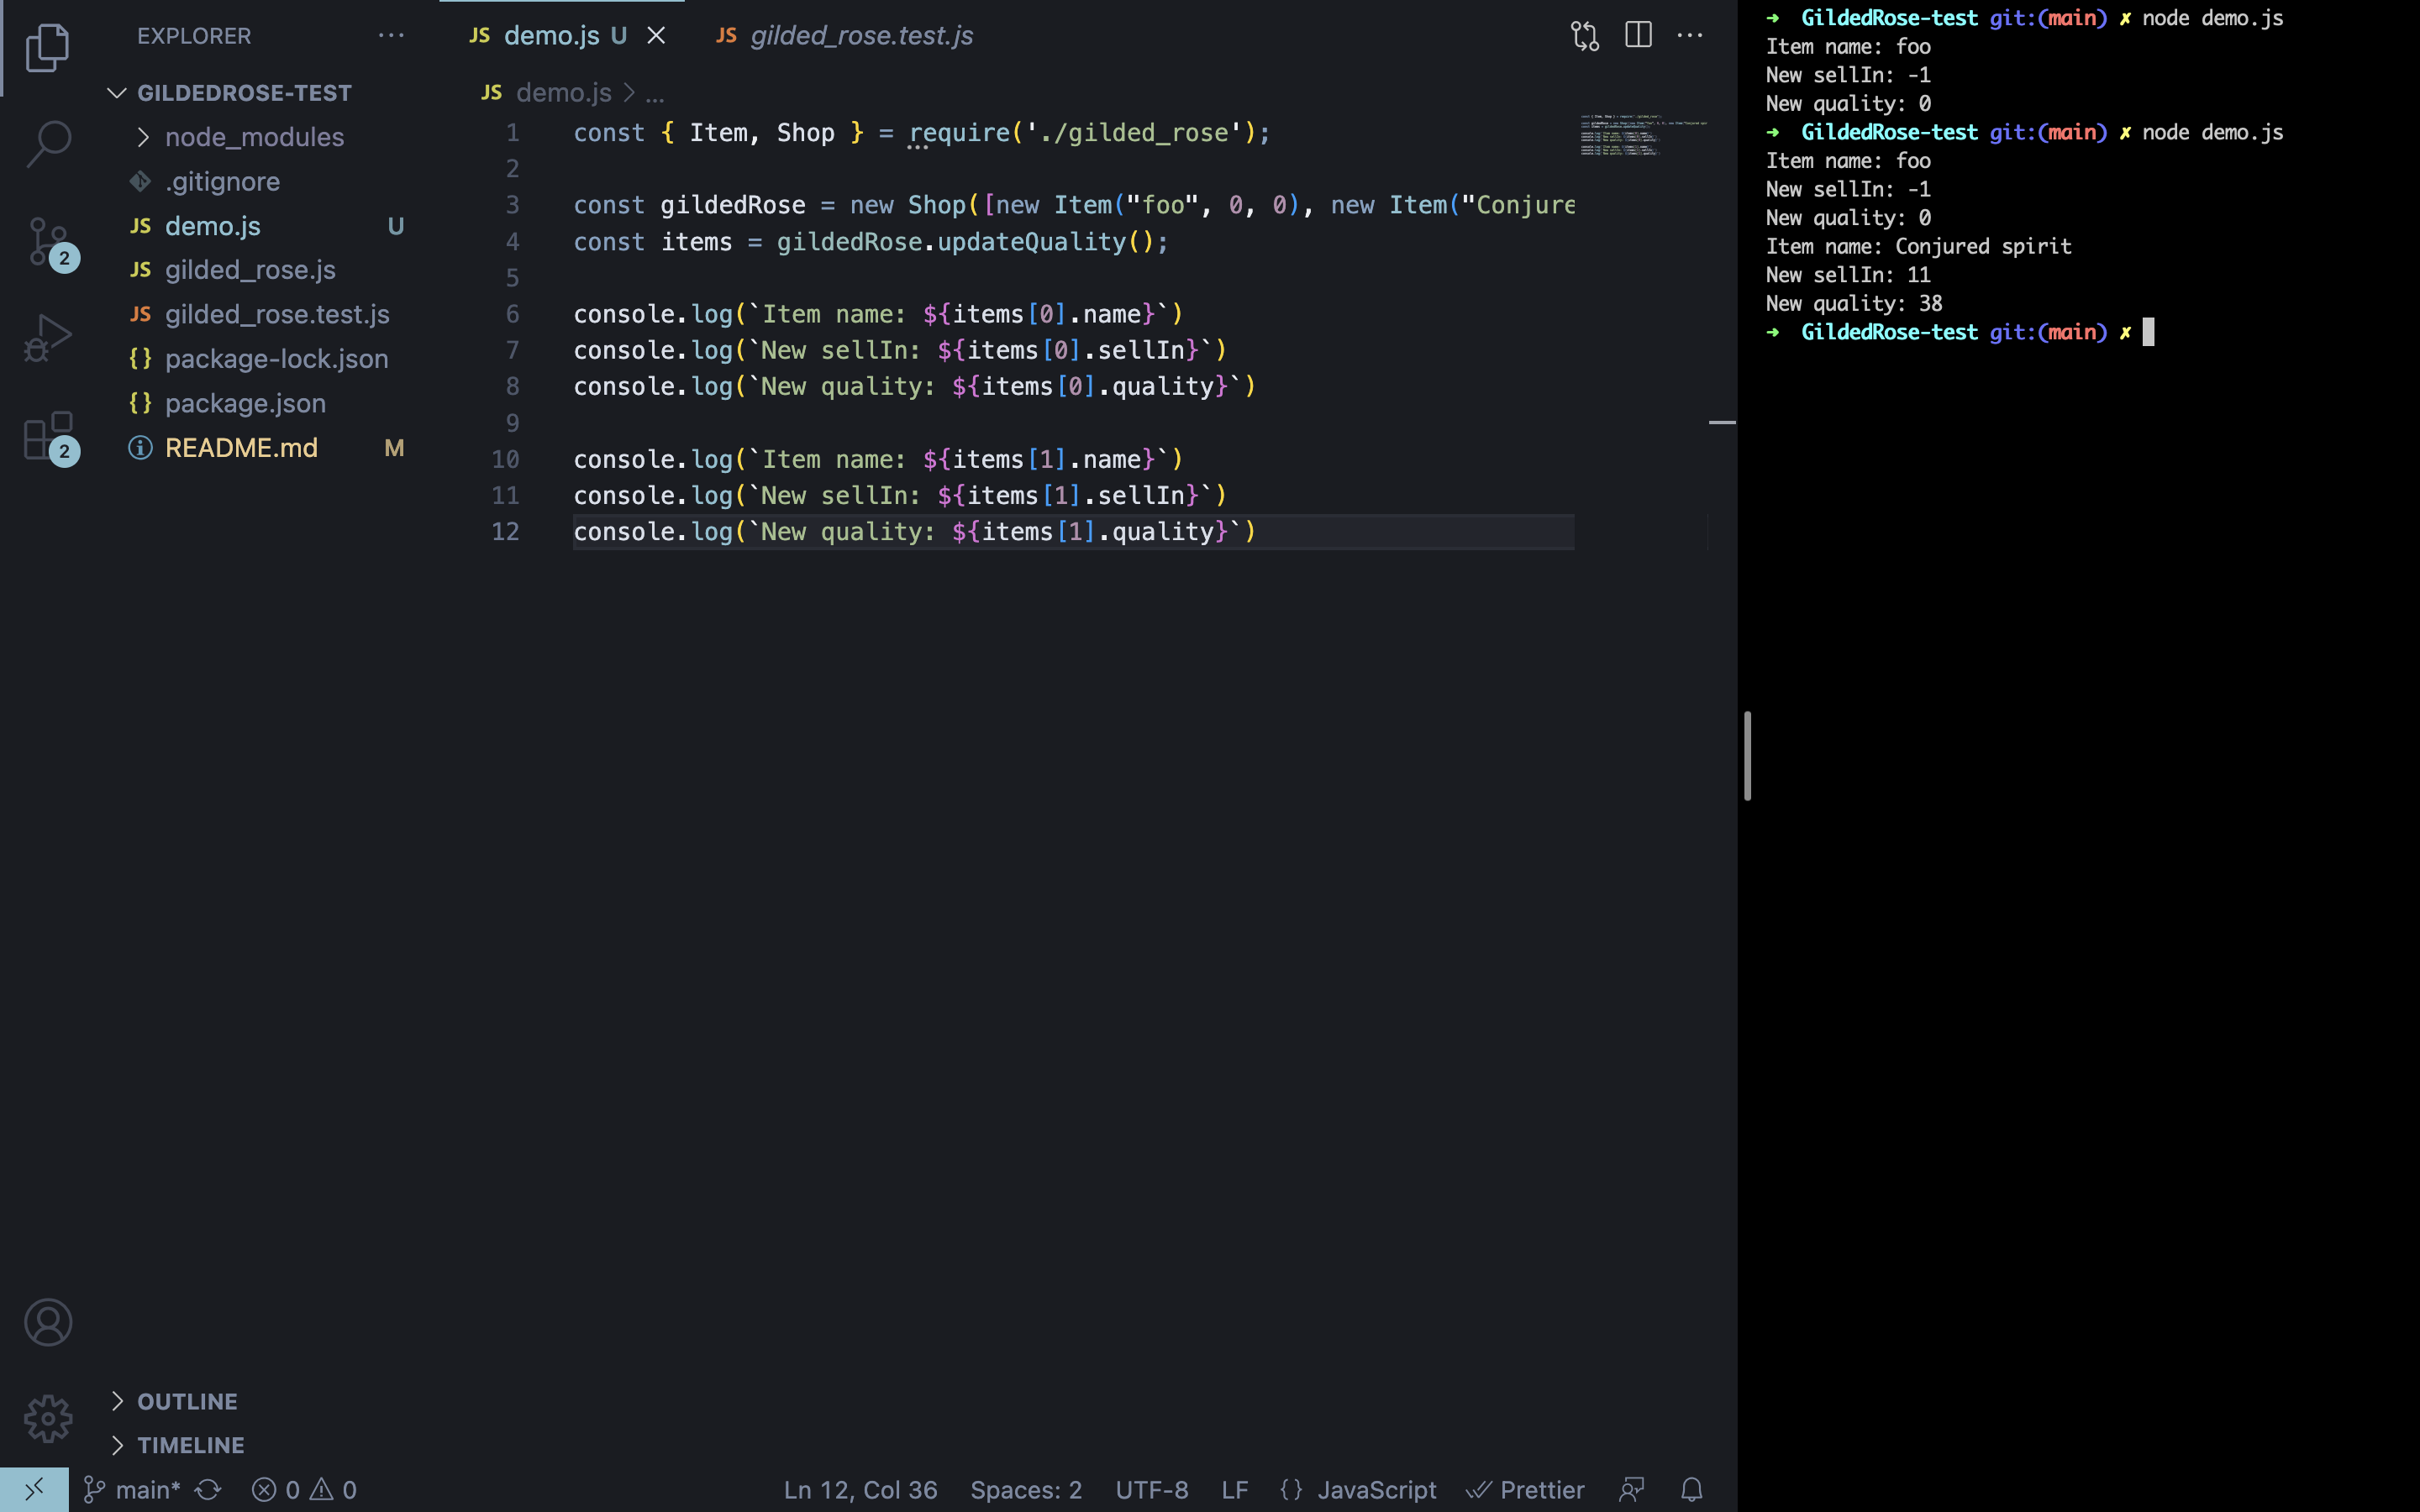 EXPLORER
GILDEDROSE-TEST
node_modules
.gitignore
JS demo.js U
JS gilded_rose.js
JS gilded_rose.test.js
{} package-lock.json
{} package.json
README.md M
2
2
OUTLINE
TIMELINE
JS demo.js U
JS gilded_rose.test.js
JS demo.js > ...
1 const { Item, Shop } = require('./gilded_rose');
2
3 const gildedRose = new Shop([new Item("foo", 0, 0), new Item("Conjure
4 const items = gildedRose.updateQuality();
5
6 console.log(`Item name: ${items[0].name}`)
7 console.log(`New sellIn: ${items[0].sellIn}`)
8 console.log(`New quality: ${items[0].quality}`)
9
10 console.log(`Item name: ${items[1].name}`)
11 console.log(`New sellIn: ${items[1].sellIn}`)
12 console.log(`New quality: ${items[1].quality}`)
➜ GildedRose-test git:(main) ✗ node demo.js
Item name: foo
New sellIn: -1
New quality: 0
➜ GildedRose-test git:(main) ✗ node demo.js
Item name: foo
New sellIn: -1
New quality: 0
Item name: Conjured spirit
New sellIn: 11
New quality: 38
➜ GildedRose-test git:(main) ✗
main* 0 0 Ln 12, Col 36 Spaces: 2 UTF-8 LF {} JavaScript Prettier